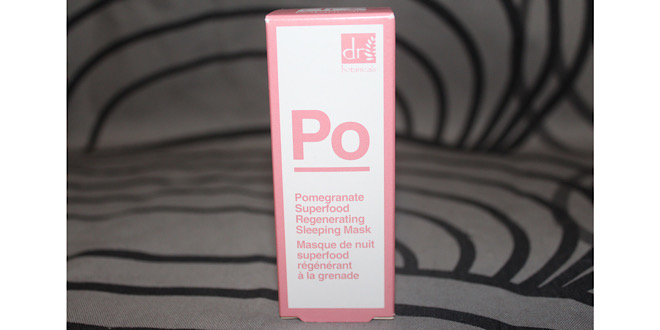 dr
botanicals
Po
Pomegranate
Superfood
Regenerating
Sleeping Mask
Masque de nuit
superfood
régénérant
à la grenade